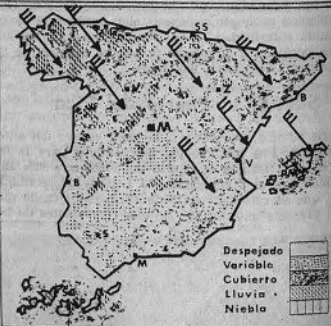 SS
V
Z
B
M
V
B
S
M
Despejado
Variable
Cubierto
Lluvia
Niebla